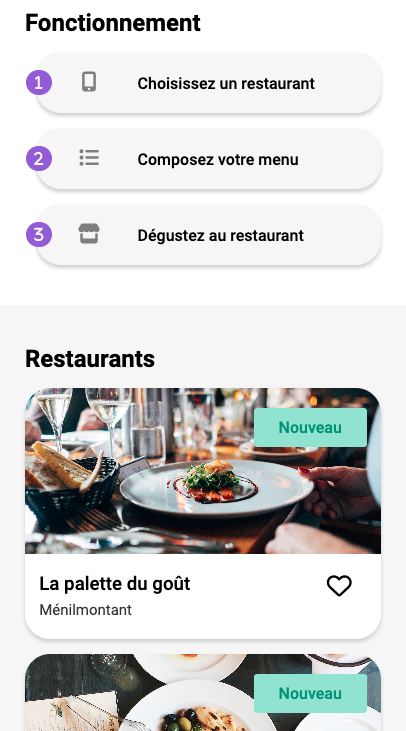 Fonctionnement
1 Choisissez un restaurant
2 Composez votre menu
3 Dégustez au restaurant
Restaurants
Nouveau
La palette du goût
Ménilmontant
Nouveau